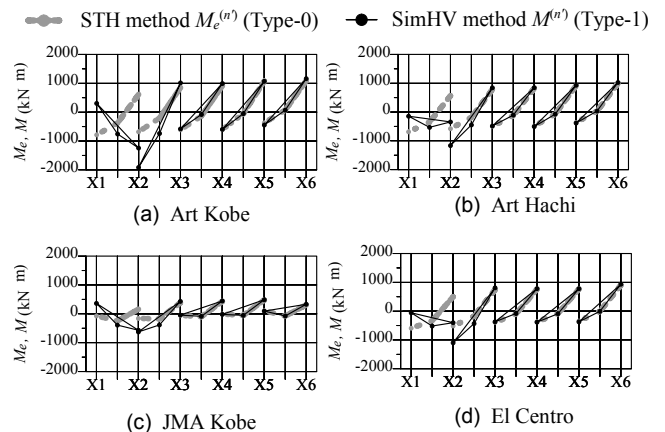 STH method Me(n') (Type-0) SimHV method M(n') (Type-1)
Me, M (kN m)
2000
1000
0
-1000
-2000
X1 X2 X3 X4 X5 X6
(a) Art Kobe
Me, M (kN m)
2000
1000
0
-1000
-2000
X1 X2 X3 X4 X5 X6
(b) Art Hachi
Me, M (kN m)
2000
1000
0
-1000
-2000
X1 X2 X3 X4 X5 X6
(c) JMA Kobe
Me, M (kN m)
2000
1000
0
-1000
-2000
X1 X2 X3 X4 X5 X6
(d) El Centro